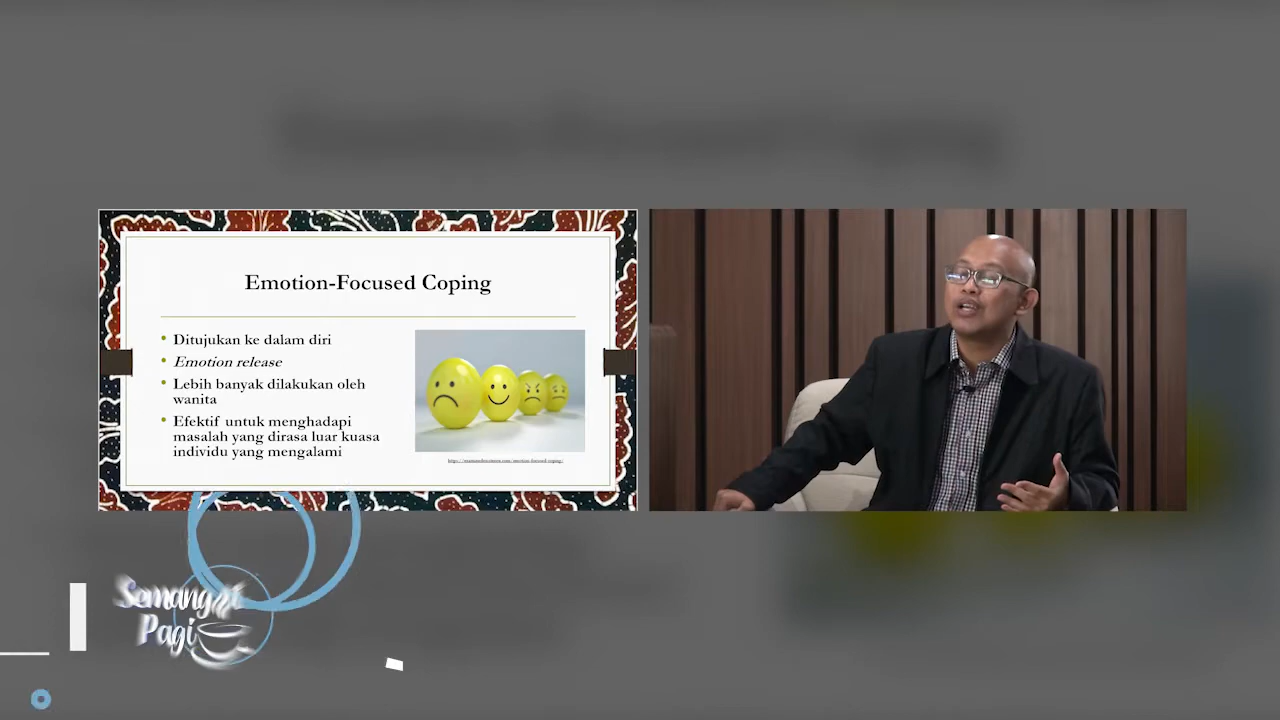 Emotion-Focused Coping
Ditujukan ke dalam diri
Emotion release
Lebih banyak dilakukan oleh
wanita
Efektif untuk menghadapi
masalah yang dirasa luar kuasa
individu yang mengalami
Semangat
Pagi